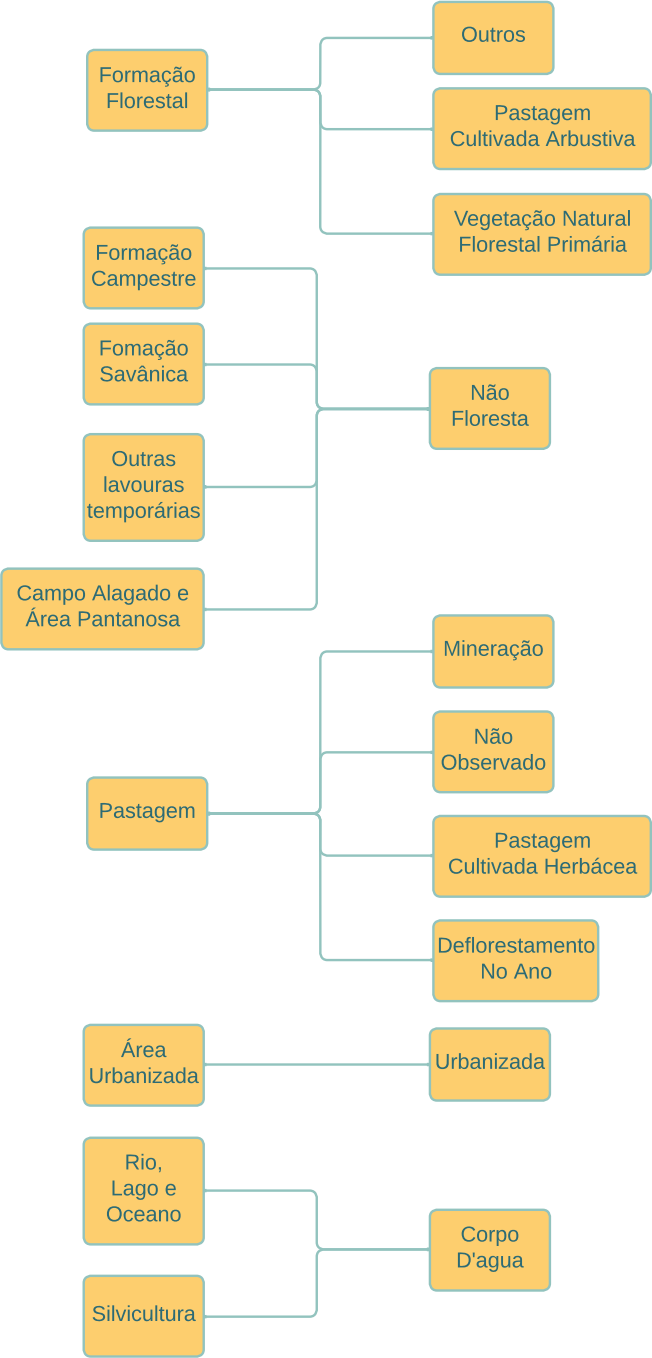 Outros
Formação
Florestal
Pastagem
Cultivada Arbustiva
Vegetação Natural
Florestal Primária
Formação
Campestre
Fomação
Savânica
Não
Floresta
Outras
lavouras
temporárias
Campo Alagado e
Área Pantanosa
Mineração
Não
Observado
Pastagem
Pastagem
Cultivada Herbácea
Deflorestamento
No Ano
Área
Urbanizada
Urbanizada
Rio,
Lago e
Oceano
Corpo
D'agua
Silvicultura